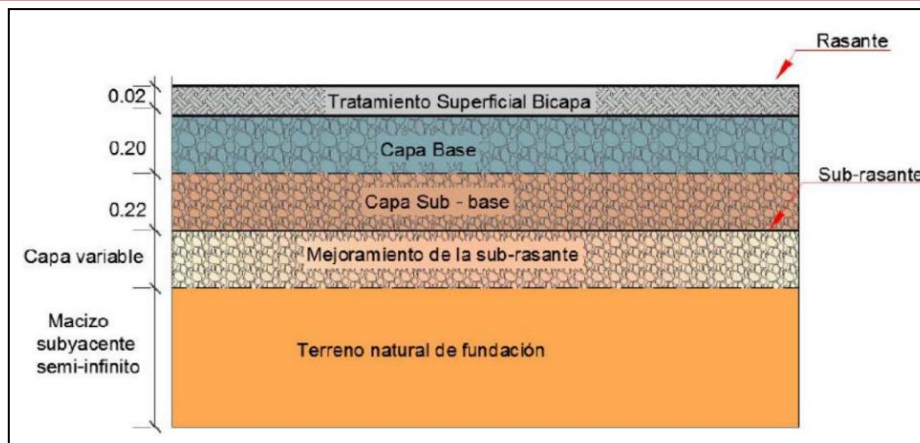 Rasante
0.02
Tratamiento Superficial Bicapa
0.20
Capa Base
Sub-rasante
0.22
Capa Sub - base
Capa variable
Mejoramiento de la sub-rasante
Macizo
subyacente
semi-infinito
Terreno natural de fundación